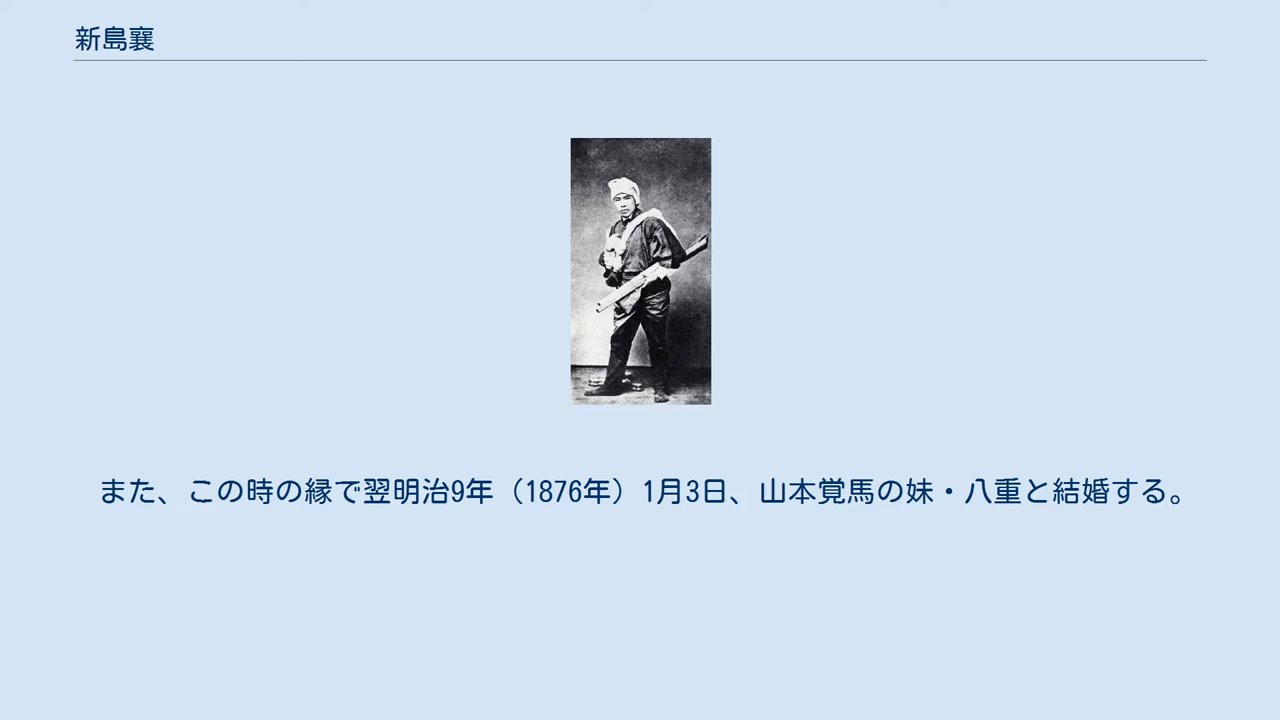 新島襄
また、この時の縁で翌明治9年（1876年）1月3日、山本覚馬の妹・八重と結婚する。